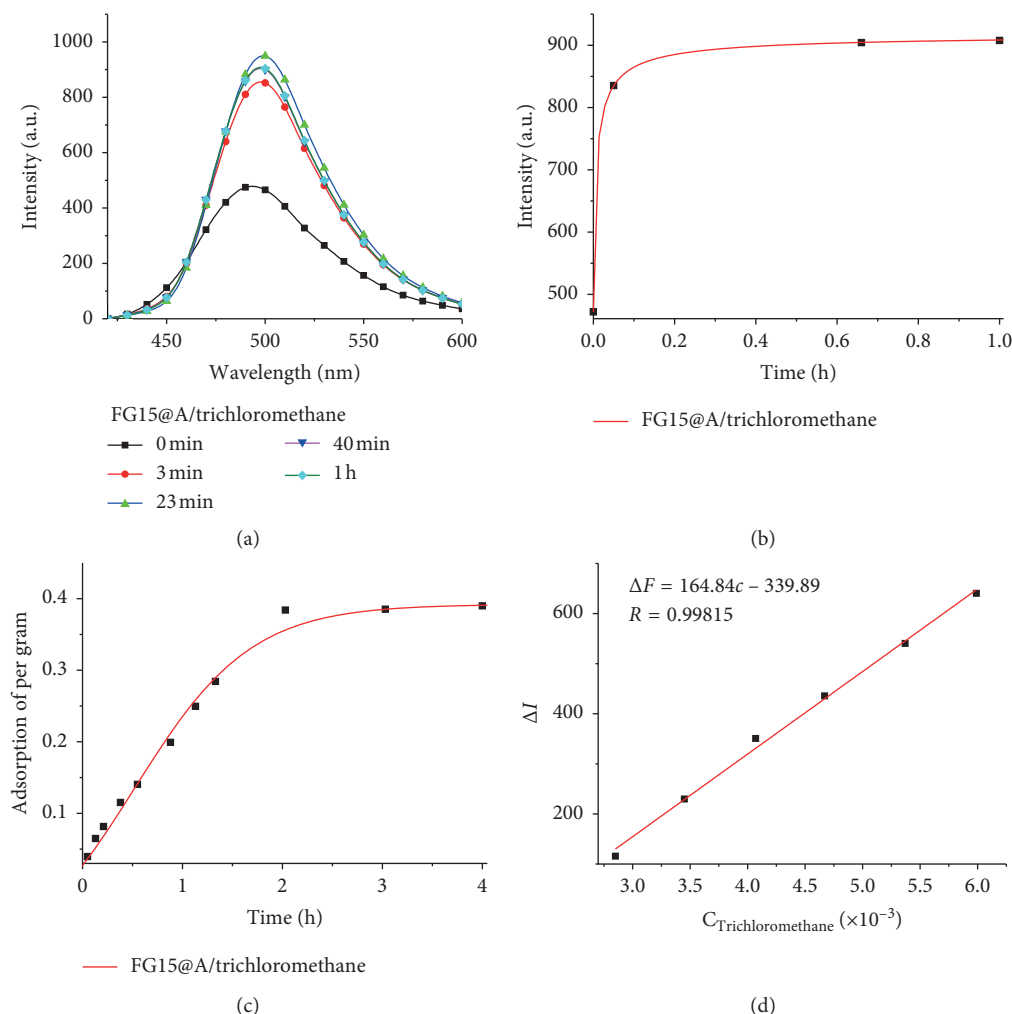 1000
800
600
400
200
0
Intensity (a.u.)
450
500
550
600
Wavelength (nm)
FG15@A/trichloromethane
0 min
3 min
23 min
40 min
1 h
(a)
900
800
700
600
500
Intensity (a.u.)
0.0
0.2
0.4
0.6
0.8
1.0
Time (h)
FG15@A/trichloromethane
(b)
0.4
0.3
0.2
0.1
Adsorption of per gram
0
1
2
3
4
Time (h)
FG15@A/trichloromethane
(c)
ΔF = 164.84c – 339.89
R = 0.99815
600
400
200
ΔI
3.0
3.5
4.0
4.5
5.0
5.5
6.0
C_Trichloromethane (×10⁻³)
(d)